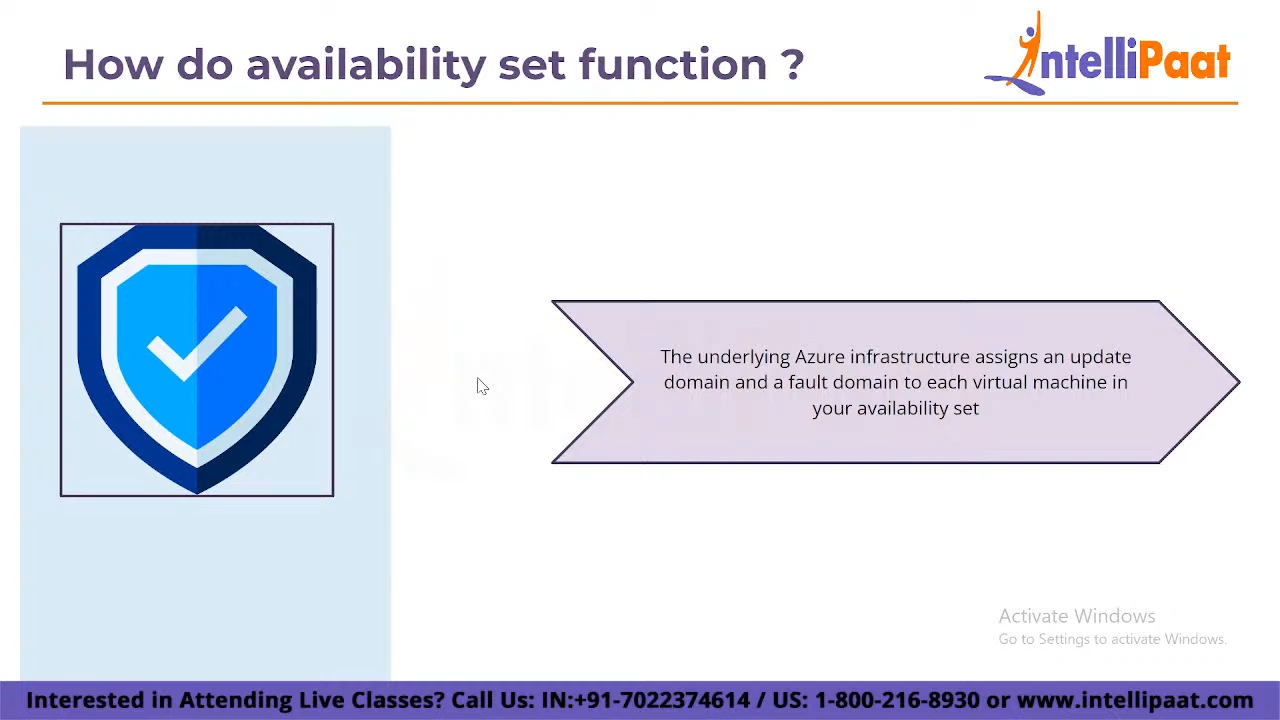 How do availability set function ?
IntelliPaat
The underlying Azure infrastructure assigns an update
domain and a fault domain to each virtual machine in
your availability set
Activate Windows
Go to Settings to activate Windows.
Interested in Attending Live Classes? Call Us: IN:+91-7022374614 / US: 1-800-216-8930 or www.intellipaat.com